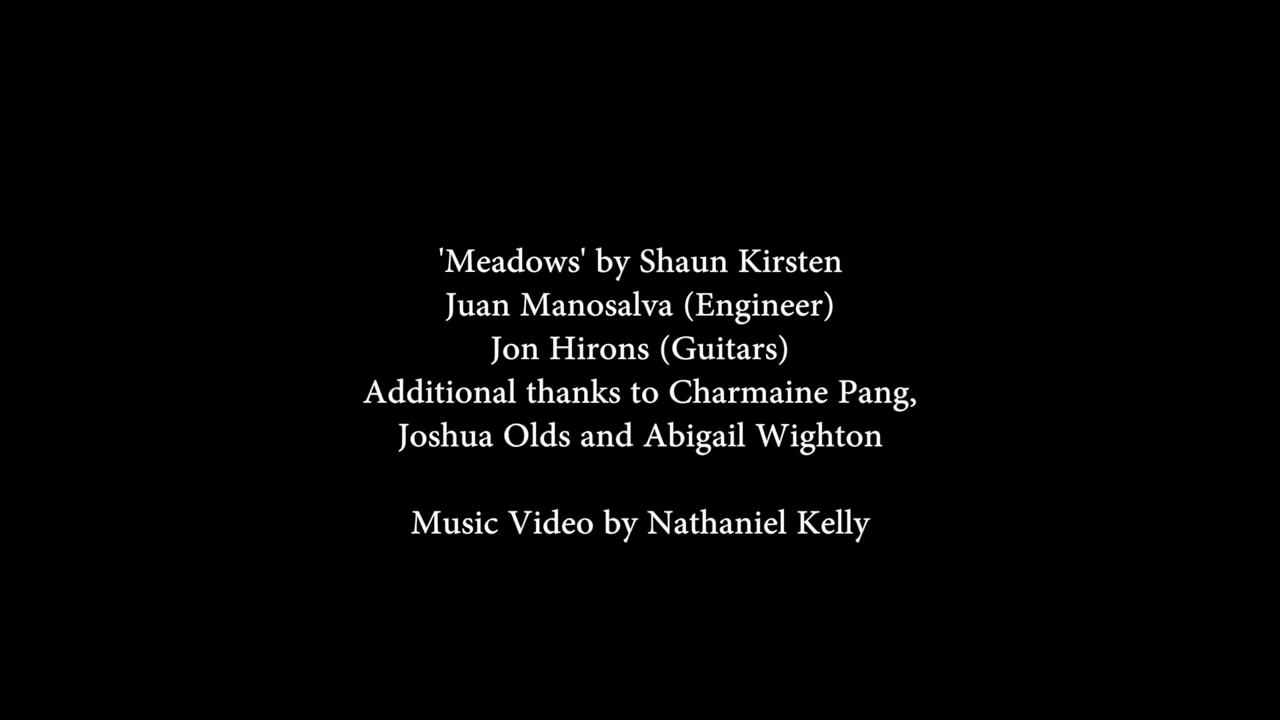 'Meadows' by Shaun Kirsten
Juan Manosalva (Engineer)
Jon Hirons (Guitars)
Additional thanks to Charmaine Pang,
Joshua Olds and Abigail Wighton
Music Video by Nathaniel Kelly